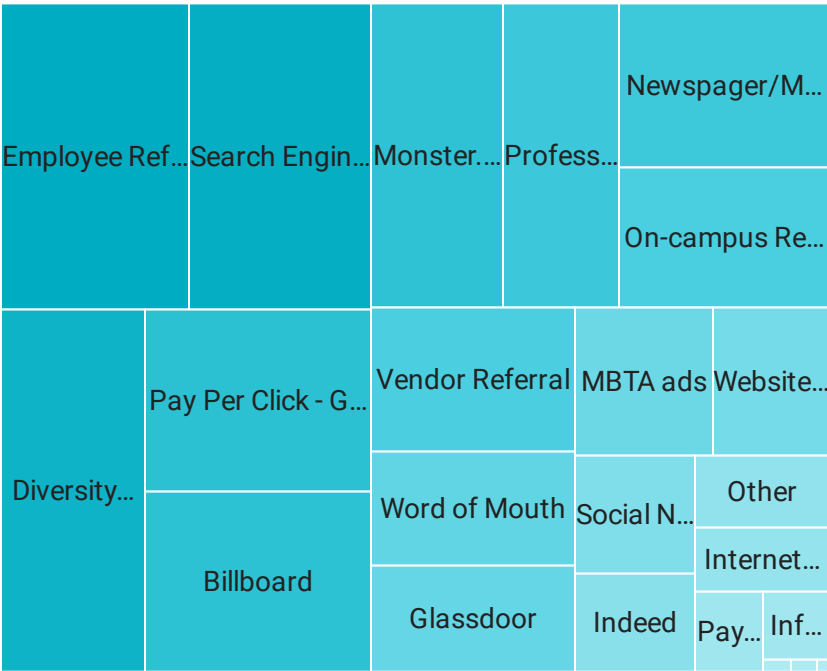 Employee Ref...
Search Engin...
Monster....
Profess...
Newspager/M...
On-campus Re...
Diversity...
Pay Per Click - G...
Billboard
Vendor Referral
MBTA ads
Website...
Word of Mouth
Glassdoor
Social N...
Indeed
Other
Internet...
Pay...
Inf...